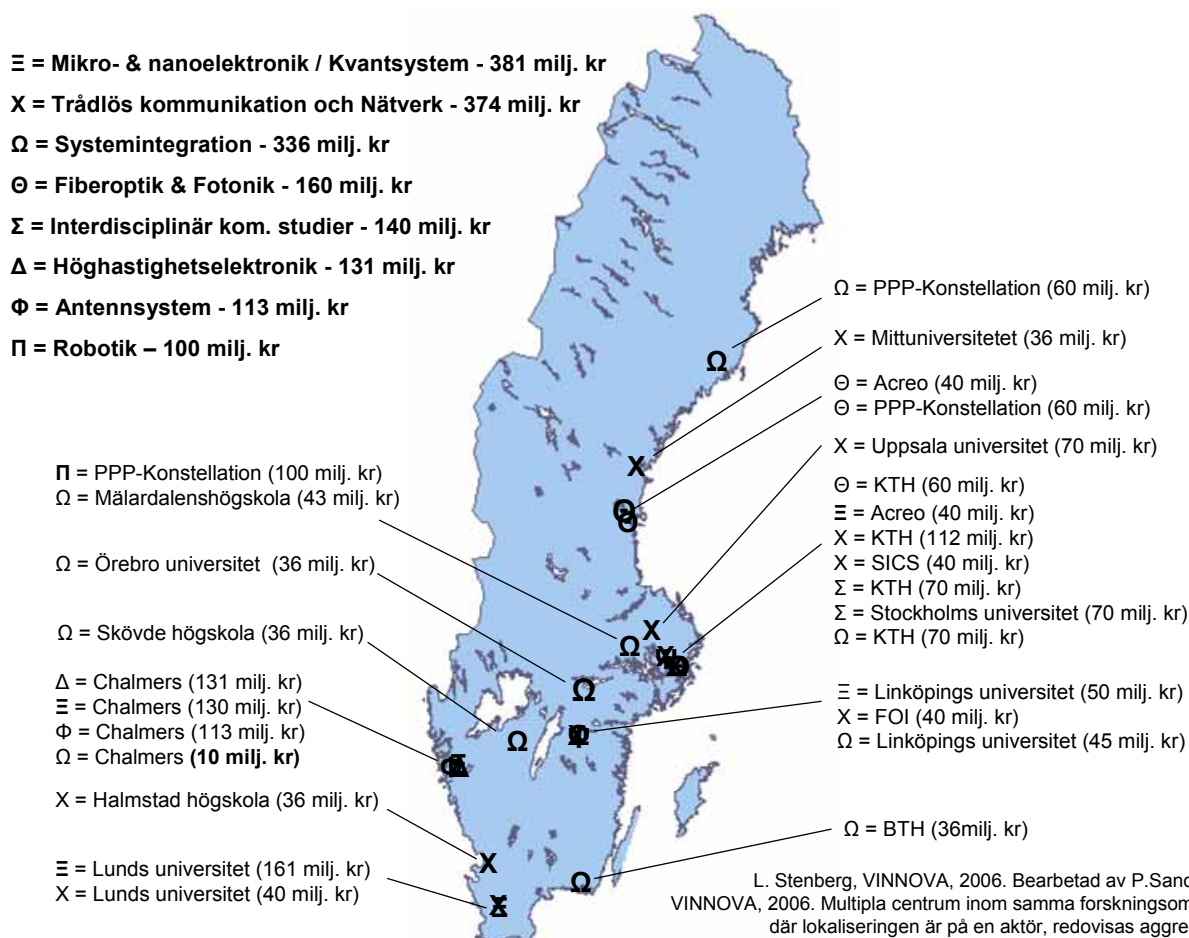 Ξ = Mikro- & nanoelektronik / Kvantsystem - 381 milj. kr
X = Trådlös kommunikation och Nätverk - 374 milj. kr
Ω = Systemintegration - 336 milj. kr
Θ = Fiberoptik & Fotonik - 160 milj. kr
Σ = Interdisciplinär kom. studier - 140 milj. kr
Δ = Höghastighetselektronik - 131 milj. kr
Φ = Antennsystem - 113 milj. kr
Π = Robotik – 100 milj. kr
Π = PPP-Konstellation (100 milj. kr)
Ω = Mälardalenshögskola (43 milj. kr)
Ω = Örebro universitet (36 milj. kr)
Ω = Skövde högskola (36 milj. kr)
Δ = Chalmers (131 milj. kr)
Ξ = Chalmers (130 milj. kr)
Φ = Chalmers (113 milj. kr)
Ω = Chalmers (10 milj. kr)
X = Halmstad högskola (36 milj. kr)
Ξ = Lunds universitet (161 milj. kr)
X = Lunds universitet (40 milj. kr)
Ω = PPP-Konstellation (60 milj. kr)
X = Mittuniversitetet (36 milj. kr)
Θ = Acreo (40 milj. kr)
Θ = PPP-Konstellation (60 milj. kr)
X = Uppsala universitet (70 milj. kr)
Θ = KTH (60 milj. kr)
Ξ = Acreo (40 milj. kr)
X = KTH (112 milj. kr)
X = SICS (40 milj. kr)
Σ = KTH (70 milj. kr)
Σ = Stockholms universitet (70 milj. kr)
Ω = KTH (70 milj. kr)
Ξ = Linköpings universitet (50 milj. kr)
X = FOI (40 milj. kr)
Ω = Linköpings universitet (45 milj. kr)
Ω = BTH (36milj. kr)
L. Stenberg, VINNOVA, 2006. Bearbetad av P.Sand
VINNOVA, 2006. Multipla centrum inom samma forskningsom
där lokaliseringen är på en aktör, redovisas aggre